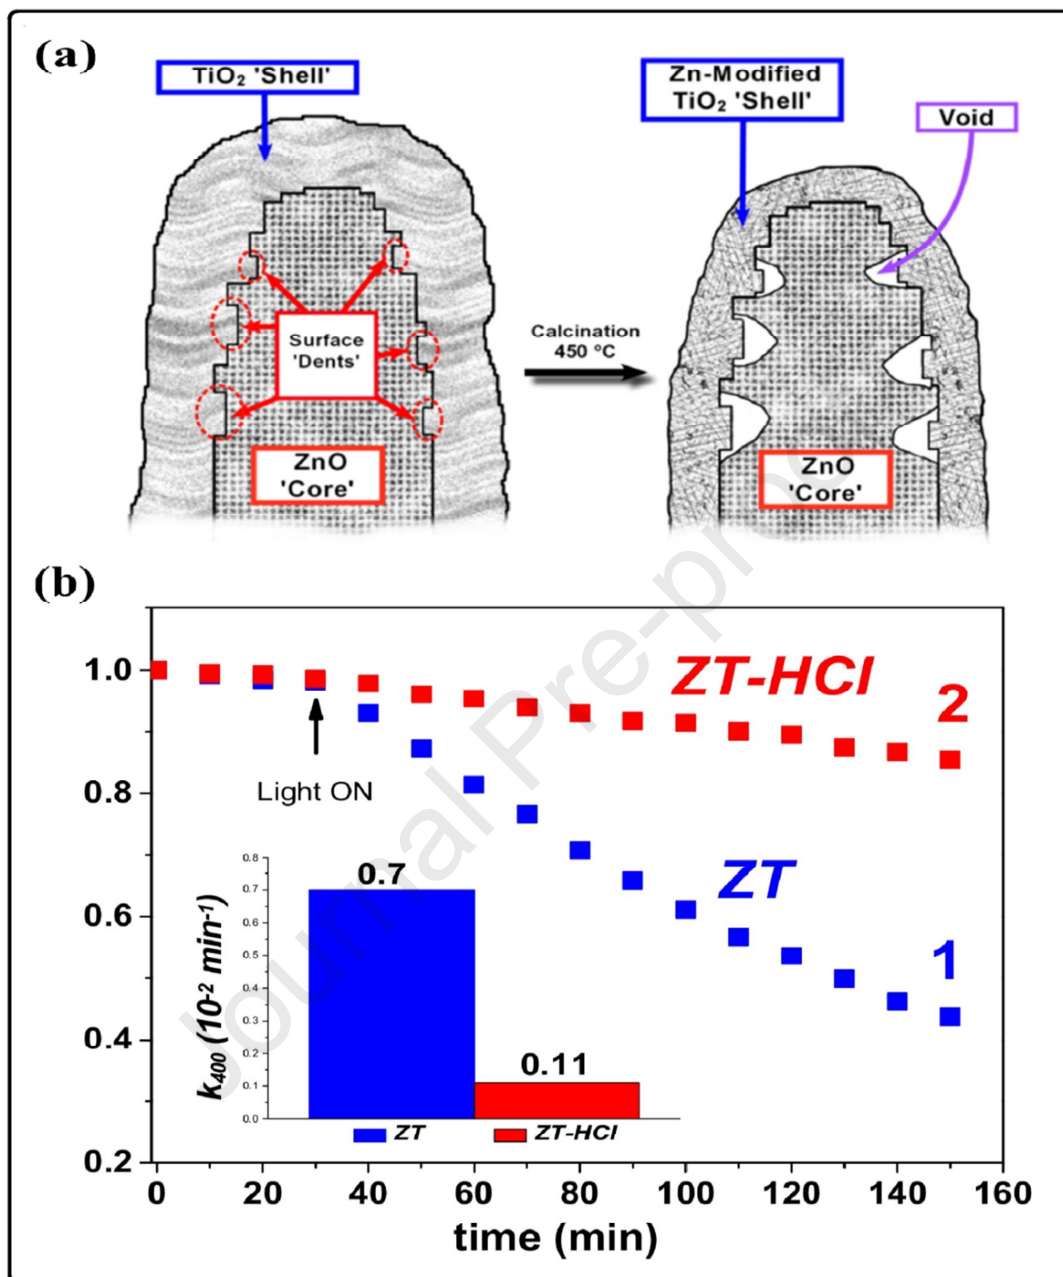 (a)
TiO₂ 'Shell'
Zn-Modified
TiO₂ 'Shell'
Void
Surface
'Dents'
Calcination
450 ºC
ZnO
'Core'
ZnO
'Core'
(b)
1.0
0.8
0.6
0.4
0.2
ZT-HCl 2
Light ON
ZT
1
k₄₀₀ (10⁻² min⁻¹)
0.8
0.7
0.6
0.5
0.4
0.3
0.2
0.1
0.0
0.7
0.11
ZT ZT-HCl
0 20 40 60 80 100 120 140 160
time (min)
Journal Pre-pro